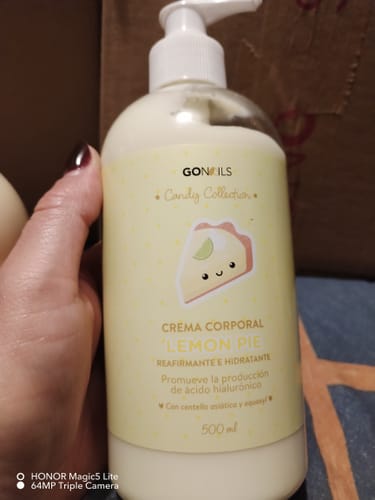 GONAILS
Candy Collection
CREMA CORPORAL
LEMON PIE
REAFIRMANTE E HIDRATANTE
Promueve la producción
de ácido hialurónico
Con centella asiática y aquaxyl
500 ml
HONOR Magic5 Lite
64MP Triple Camera